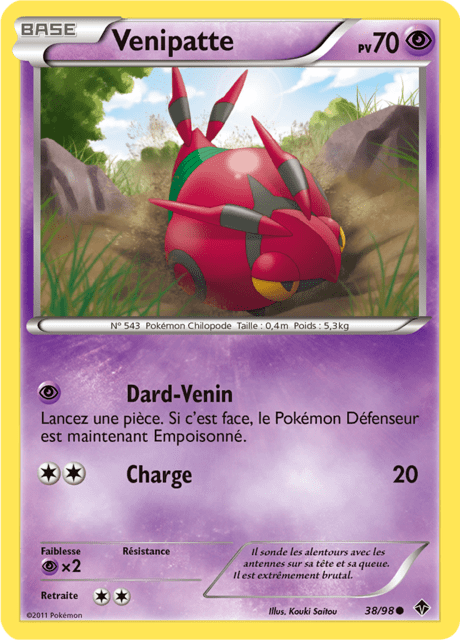 BASE
Venipatte
PV 70
N° 543 Pokémon Chilopode Taille : 0,4m Poids : 5,3kg
Dard-Venin
Lancez une pièce. Si c'est face, le Pokémon Défenseur
est maintenant Empoisonné.
Charge 20
Faiblesse Résistance
×2
Il sonde les alentours avec les
antennes sur sa tête et sa queue.
Il est extrêmement brutal.
Retraite
©2011 Pokémon
Illus. Kouki Saitou
38/98